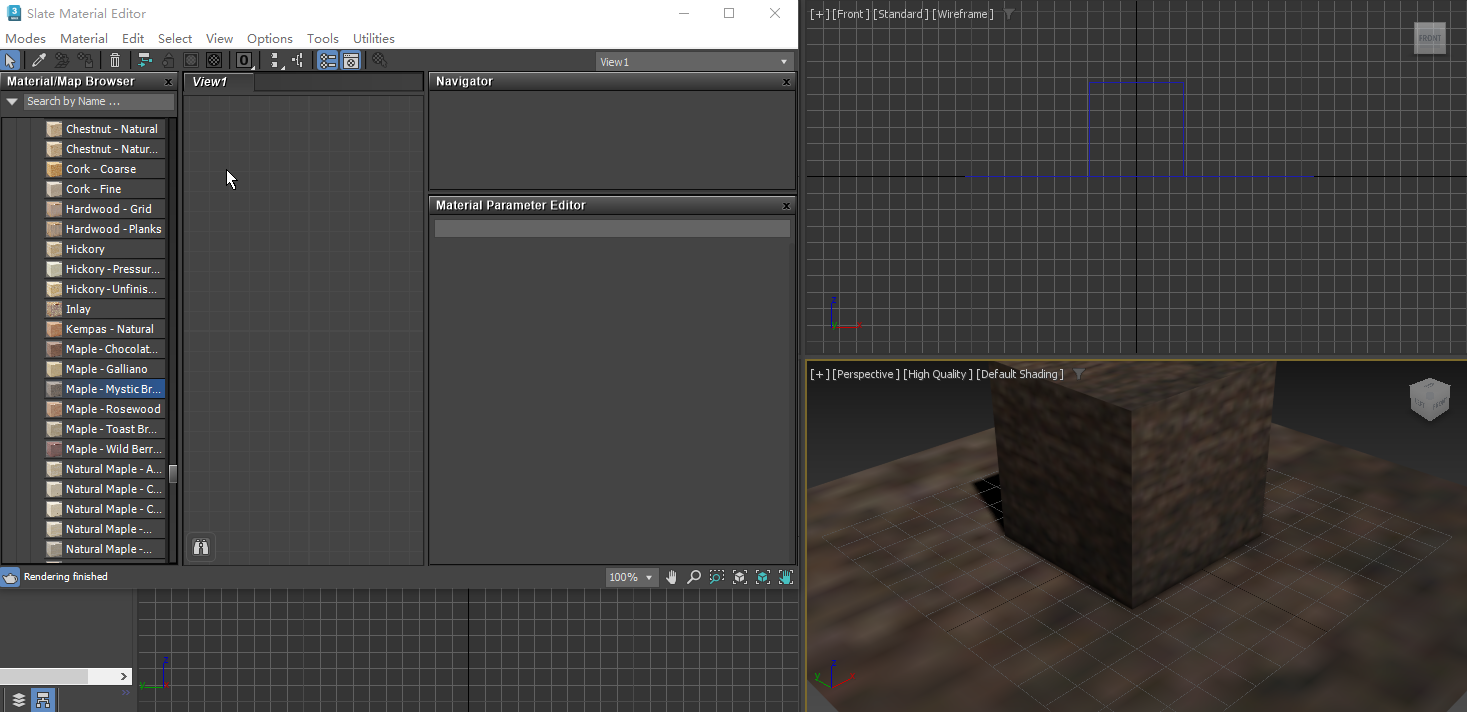 Slate Material Editor
Modes Material Edit Select View Options Tools Utilities
0
View1
Material/Map Browser x
Search by Name ...
Chestnut - Natural
Chestnut - Natur...
Cork - Coarse
Cork - Fine
Hardwood - Grid
Hardwood - Planks
Hickory
Hickory - Pressur...
Hickory - Unfinis...
Inlay
Kempas - Natural
Maple - Chocolat...
Maple - Galliano
Maple - Mystic Br...
Maple - Rosewood
Maple - Toast Br...
Maple - Wild Berr...
Natural Maple - A...
Natural Maple - C...
Natural Maple - C...
Natural Maple -...
Natural Maple -...
View1
Navigator x
Material Parameter Editor x
Rendering finished
100%
z
y
[+] [Front ] [Standard ] [Wireframe ]
FRONT
z
y x
[+] [Perspective ] [High Quality ] [Default Shading ]
LEFT FRONT
z
y